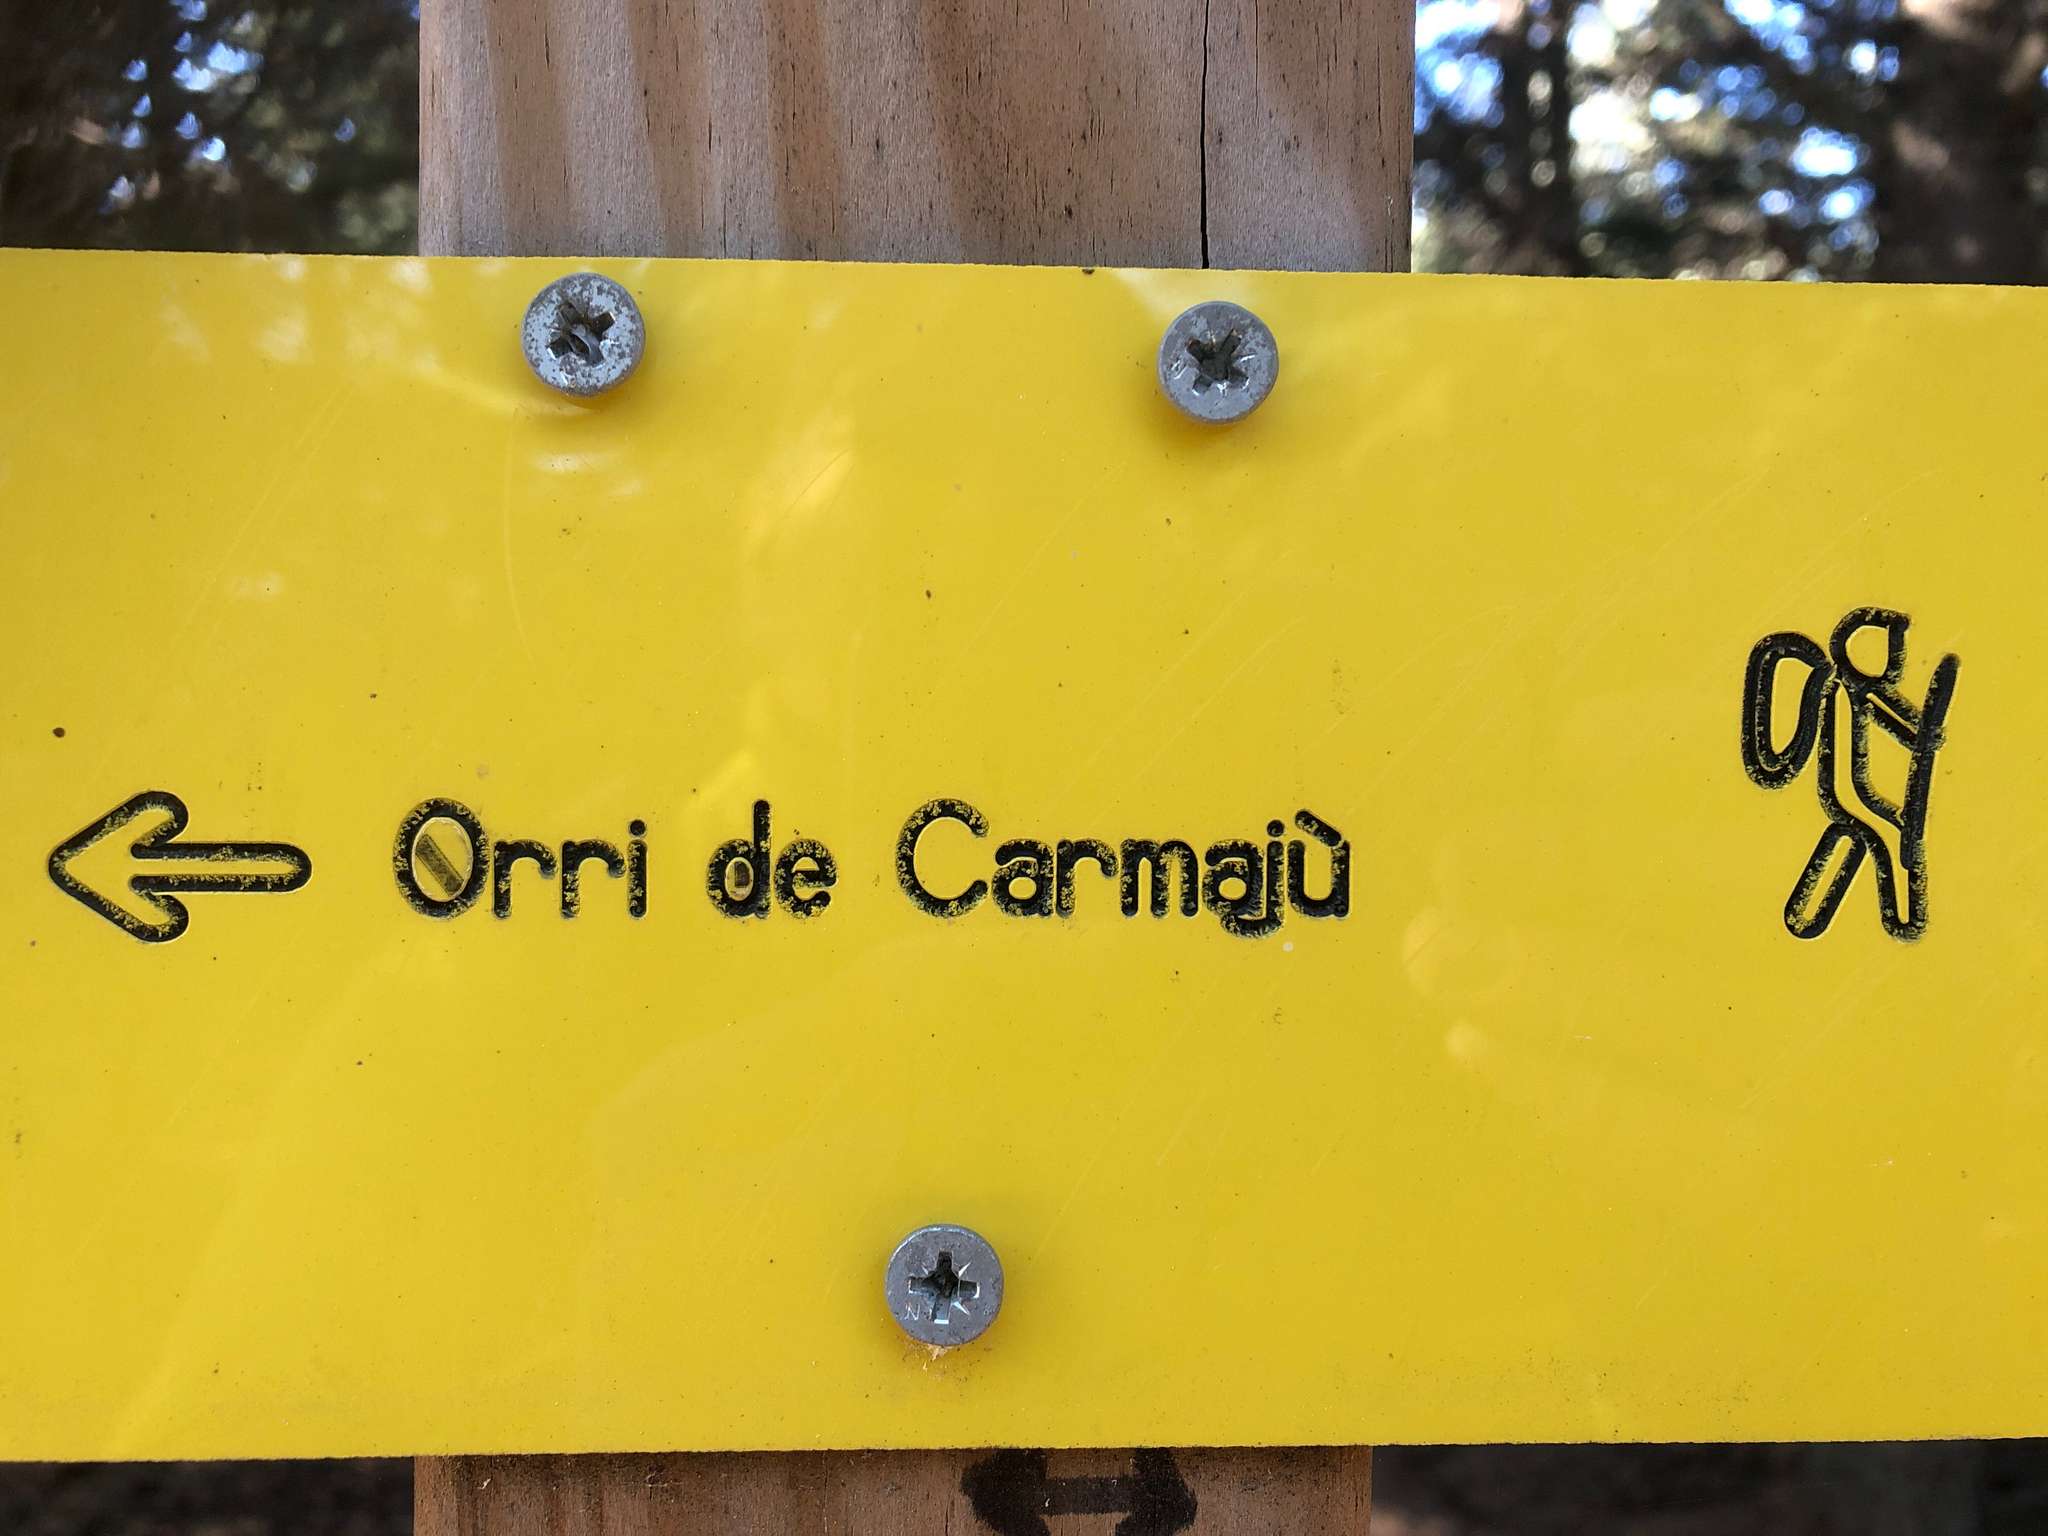 Orri de Carmajù